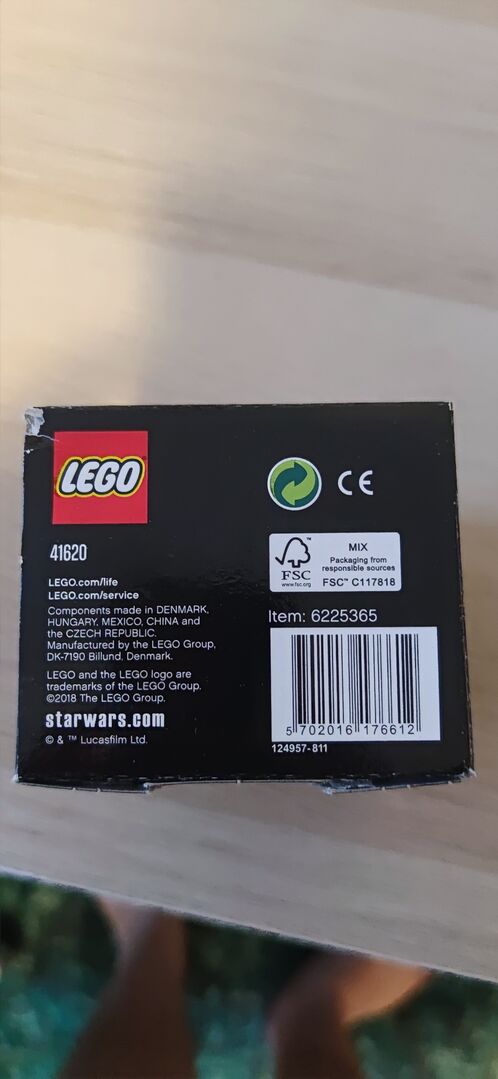 LEGO
41620
LEGO.com/life
LEGO.com/service
Components made in DENMARK,
HUNGARY, MEXICO, CHINA and
the CZECH REPUBLIC.
Manufactured by the LEGO Group,
DK-7190 Billund, Denmark.
LEGO and the LEGO logo are
trademarks of the LEGO Group.
©2018 The LEGO Group.
starwars.com
© & ™ Lucasfilm Ltd.
CE
FSC™
www.fsc.org
MIX
Packaging from
responsible sources
FSC™ C117818
Item: 6225365
5 702016 176612
124957-811